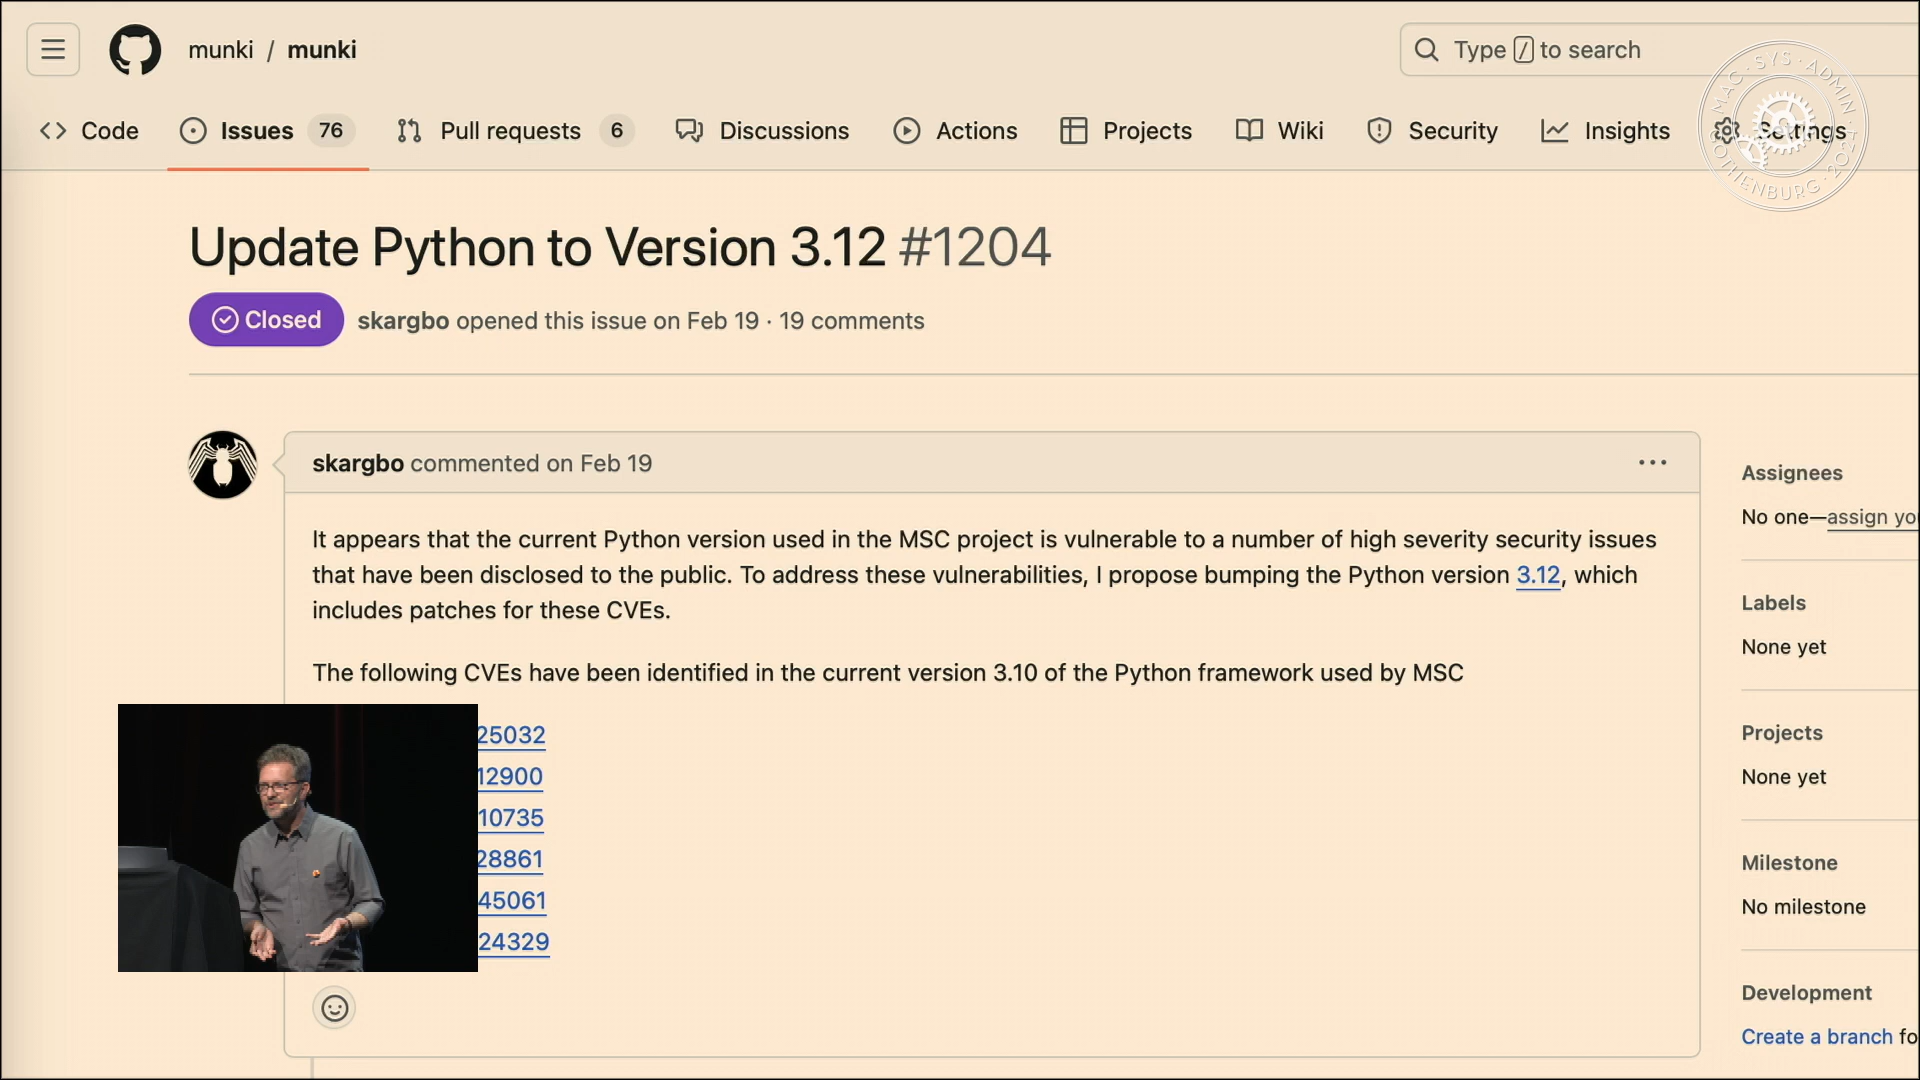 munki / munki
Type / to search
Code
Issues 76
Pull requests 6
Discussions
Actions
Projects
Wiki
Security
Insights
Settings
MAC · SYS · ADMIN
GOTHENBURG · 2024
Update Python to Version 3.12 #1204
Closed
skargbo opened this issue on Feb 19 · 19 comments
skargbo commented on Feb 19
It appears that the current Python version used in the MSC project is vulnerable to a number of high severity security issues
that have been disclosed to the public. To address these vulnerabilities, I propose bumping the Python version 3.12, which
includes patches for these CVEs.
The following CVEs have been identified in the current version 3.10 of the Python framework used by MSC
25032
12900
10735
28861
45061
24329
Assignees
No one—assign yo
Labels
None yet
Projects
None yet
Milestone
No milestone
Development
Create a branch fo